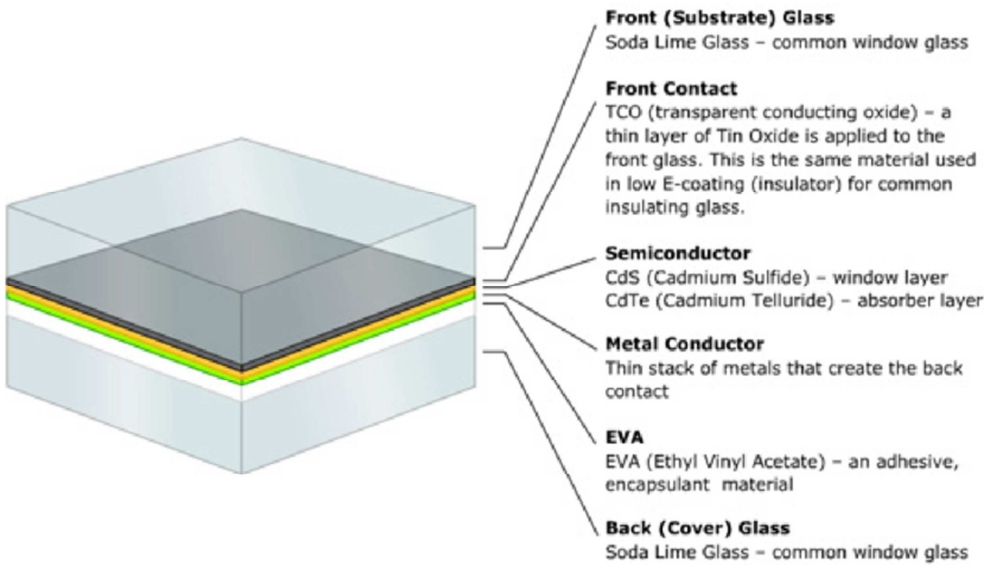 Front (Substrate) Glass
Soda Lime Glass – common window glass
Front Contact
TCO (transparent conducting oxide) – a
thin layer of Tin Oxide is applied to the
front glass. This is the same material used
in low E-coating (insulator) for common
insulating glass.
Semiconductor
CdS (Cadmium Sulfide) – window layer
CdTe (Cadmium Telluride) – absorber layer
Metal Conductor
Thin stack of metals that create the back
contact
EVA
EVA (Ethyl Vinyl Acetate) – an adhesive,
encapsulant material
Back (Cover) Glass
Soda Lime Glass – common window glass